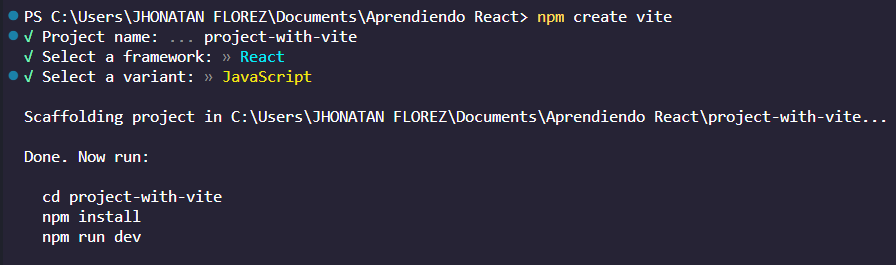 PS C:\Users\JHONATAN FLOREZ\Documents\Aprendiendo React> npm create vite
√ Project name: ... project-with-vite
√ Select a framework: » React
√ Select a variant: » JavaScript
Scaffolding project in C:\Users\JHONATAN FLOREZ\Documents\Aprendiendo React\project-with-vite...
Done. Now run:
cd project-with-vite
npm install
npm run dev